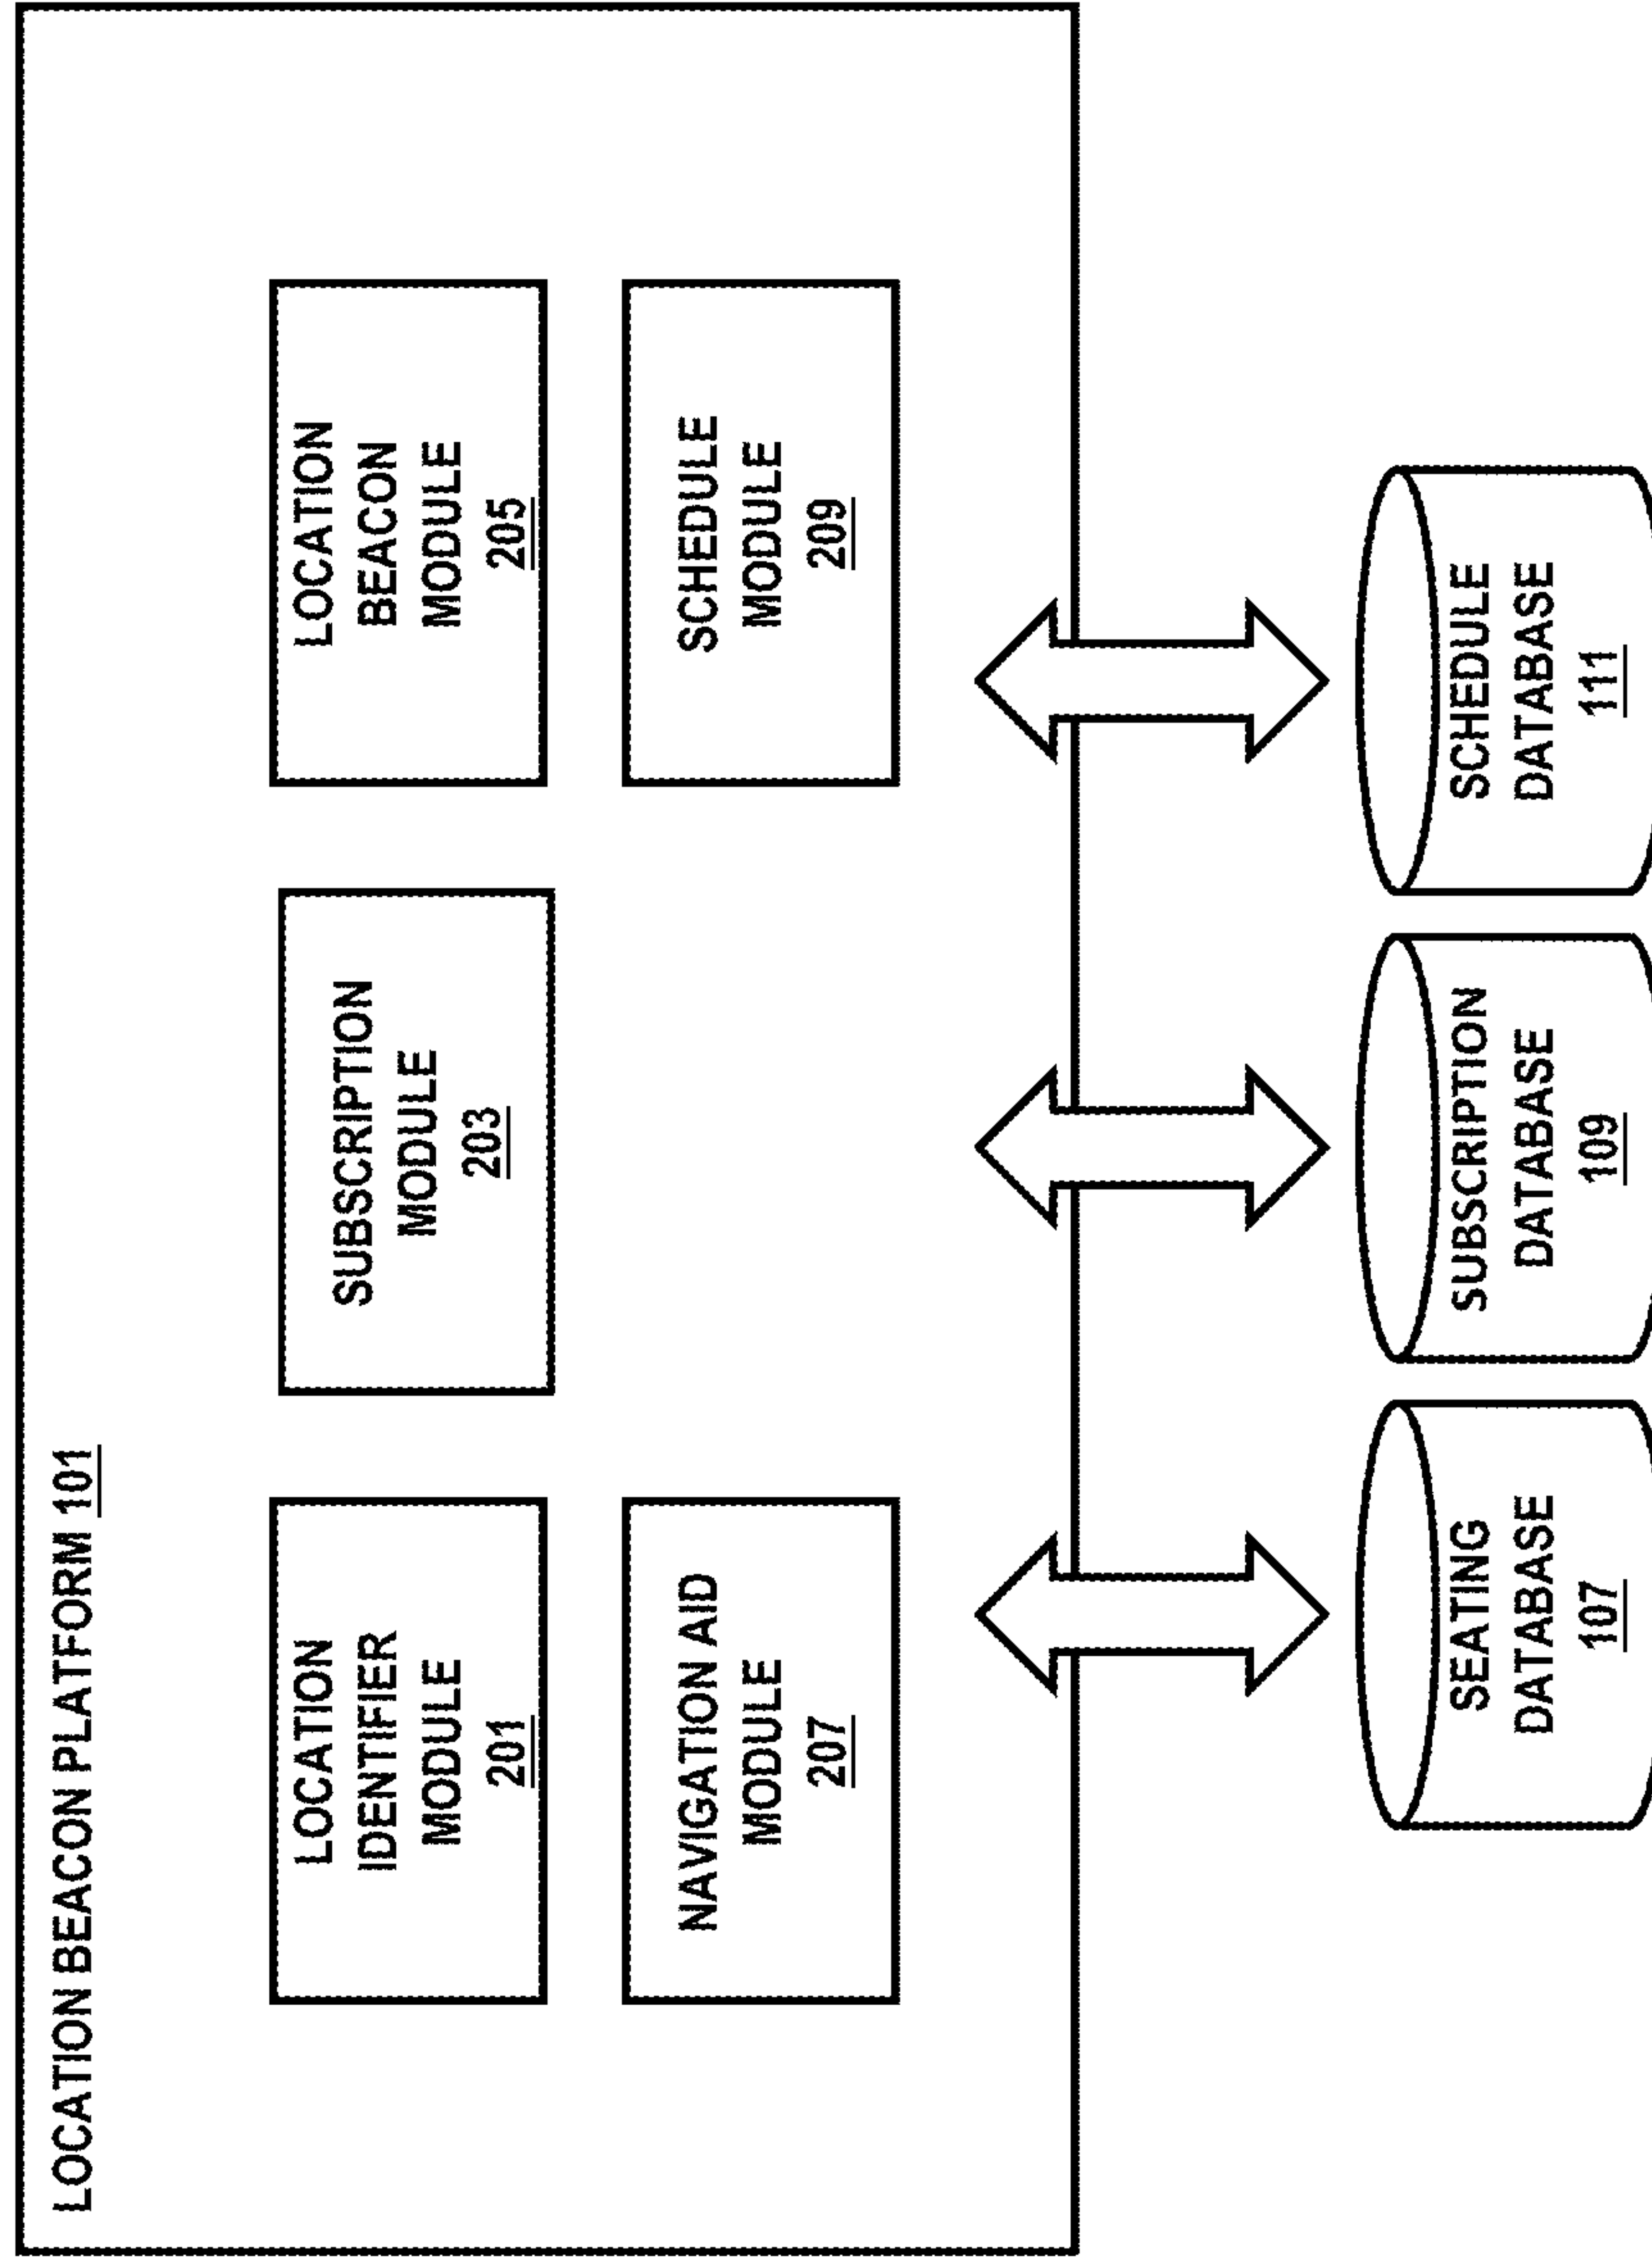 LOCATION BEACON PLATFORM 101
LOCATION
IDENTIFIER
MODULE
201
SUBSCRIPTION
MODULE
203
LOCATION
BEACON
MODULE
205
NAVIGATION AID
MODULE
207
SCHEDULE
MODULE
209
SEATING
DATABASE
107
SUBSCRIPTION
DATABASE
109
SCHEDULE
DATABASE
111